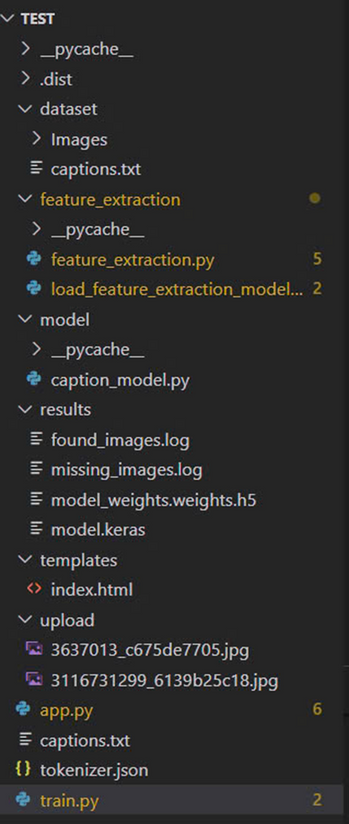 TEST
__pycache__
.dist
dataset
Images
captions.txt
feature_extraction
__pycache__
feature_extraction.py 5
load_feature_extraction_model... 2
model
__pycache__
caption_model.py
results
found_images.log
missing_images.log
model_weights.weights.h5
model.keras
templates
index.html
upload
3637013_c675de7705.jpg
3116731299_6139b25c18.jpg
app.py 6
captions.txt
tokenizer.json
train.py 2